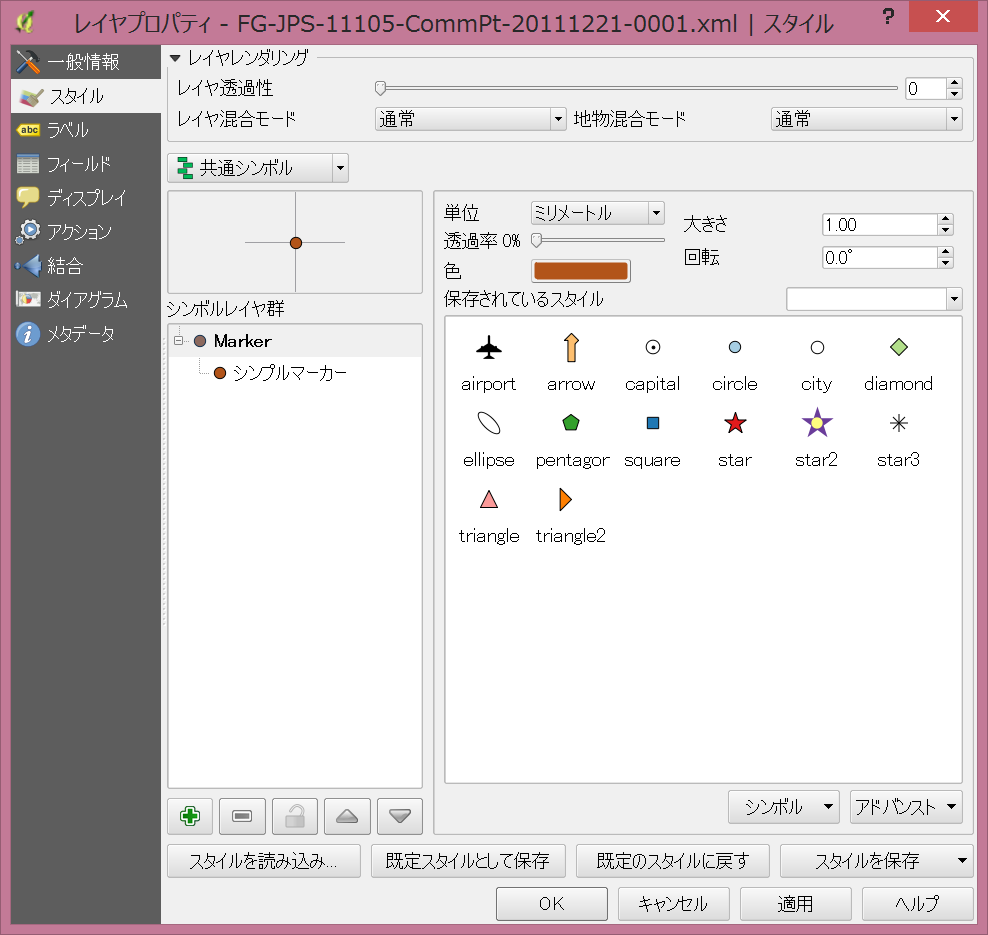 レイヤプロパティ - FG-JPS-11105-CommPt-20111221-0001.xml | スタイル
?
一般情報
スタイル
abc ラベル
フィールド
ディスプレイ
アクション
結合
ダイアグラム
メタデータ
レイヤレンダリング
レイヤ透過性 0
レイヤ混合モード 通常 地物混合モード 通常
共通シンボル
シンボルレイヤ群
Marker
シンプルマーカー
単位 ミリメートル
透過率 0%
色
大きさ 1.00
回転 0.0°
保存されているスタイル
airport arrow capital circle city diamond
ellipse pentagor square star star2 star3
triangle triangle2
シンボル アドバンスト
スタイルを読み込み... 既定スタイルとして保存 既定のスタイルに戻す スタイルを保存
OK キャンセル 適用 ヘルプ